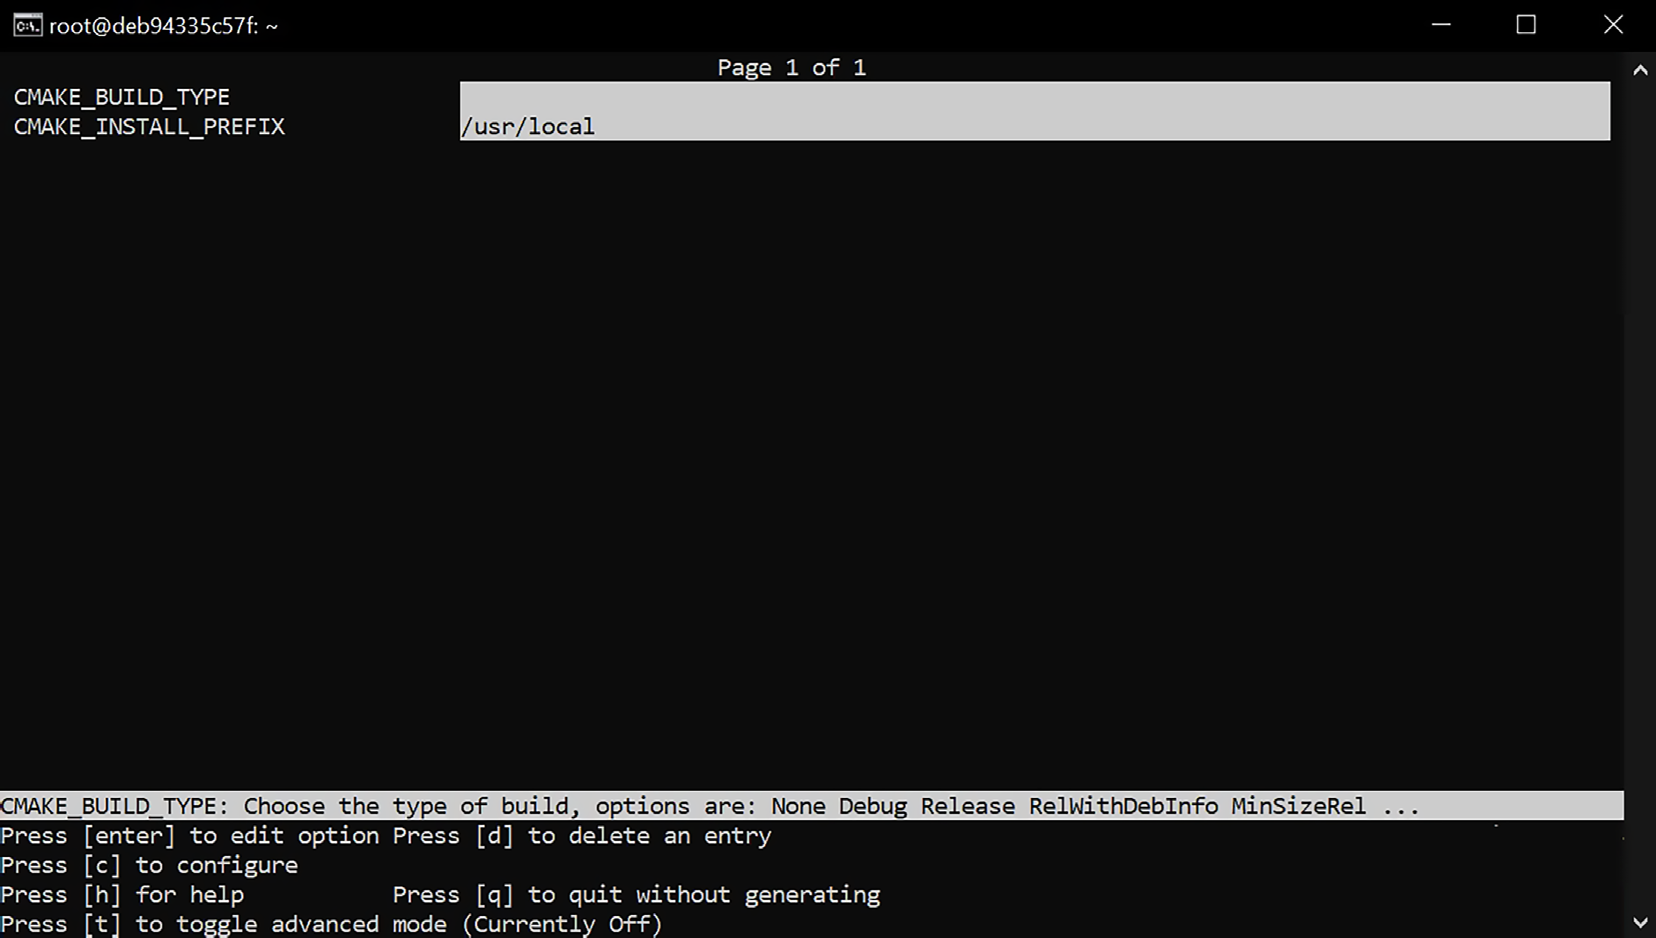 root@deb94335c57f: ~
Page 1 of 1
CMAKE_BUILD_TYPE
CMAKE_INSTALL_PREFIX /usr/local
CMAKE_BUILD_TYPE: Choose the type of build, options are: None Debug Release RelWithDebInfo MinSizeRel ...
Press [enter] to edit option Press [d] to delete an entry
Press [c] to configure
Press [h] for help Press [q] to quit without generating
Press [t] to toggle advanced mode (Currently Off)